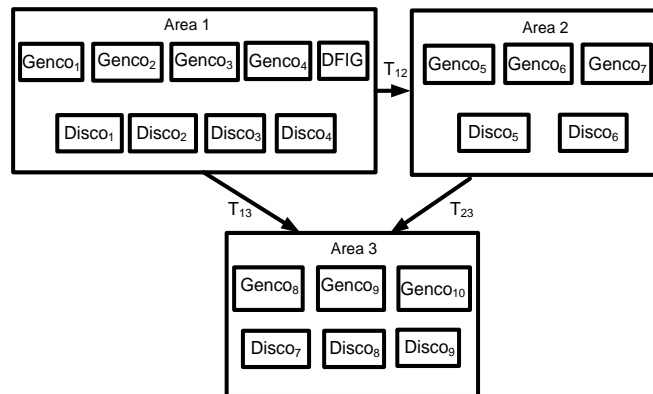 Area 1
Genco₁ Genco₂ Genco₃ Genco₄ DFIG
Disco₁ Disco₂ Disco₃ Disco₄
T₁₂
Area 2
Genco₅ Genco₆ Genco₇
Disco₅ Disco₆
T₁₃
T₂₃
Area 3
Genco₈ Genco₉ Genco₁₀
Disco₇ Disco₈ Disco₉